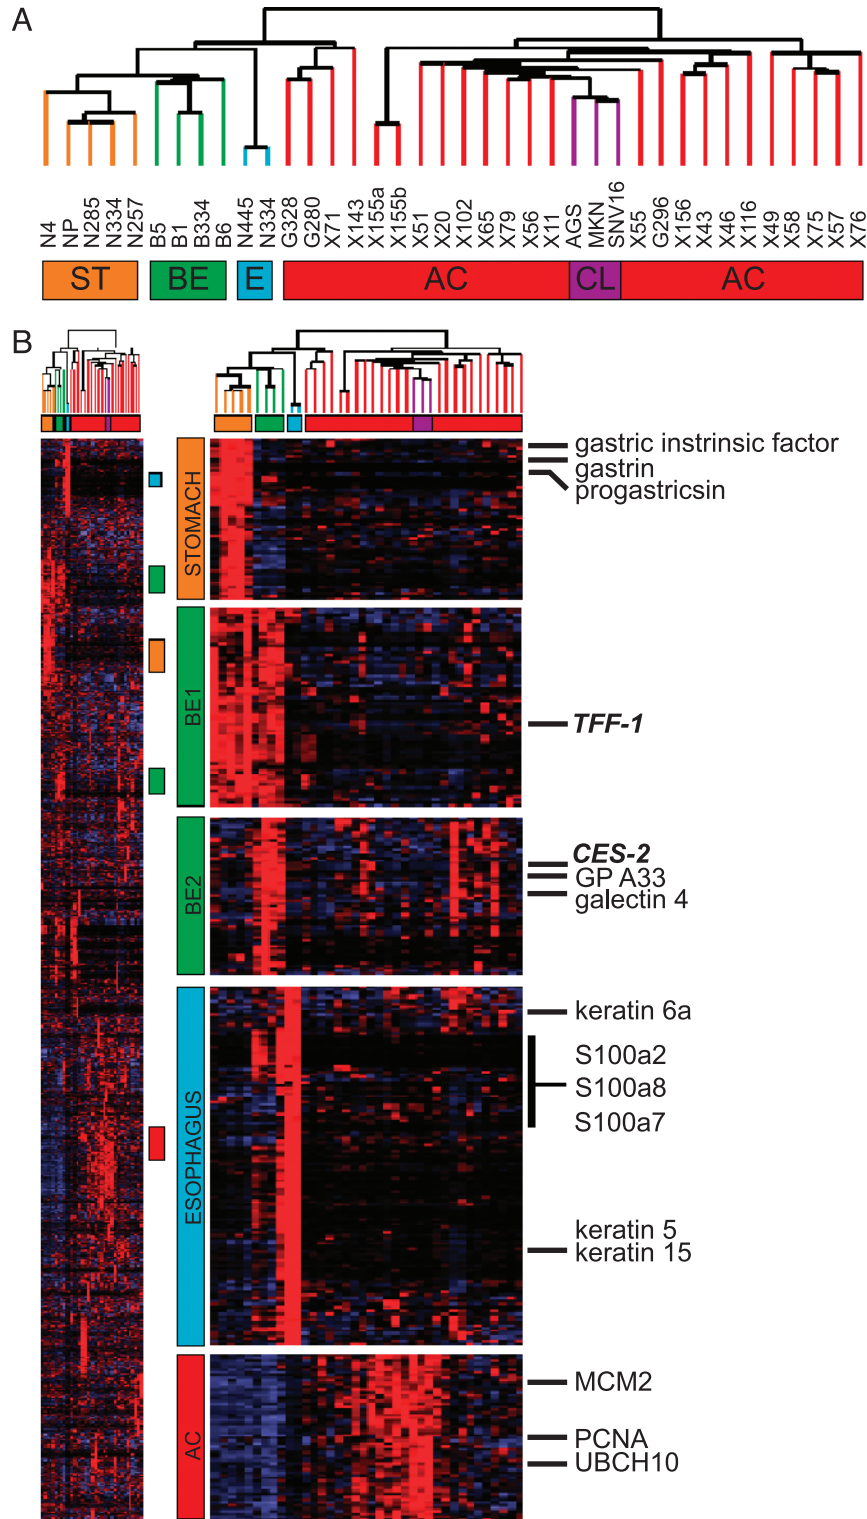 A
N4 NP N285 N334 N257 B5 B1 B334 B6 N445 N334 G328 G280 X71 X143 X155a X155b X51 X20 X102 X65 X79 X56 X11 AGS MKN SNV16 X55 G296 X156 X43 X46 X116 X49 X58 X75 X57 X76
ST BE E AC CL AC
B
STOMACH
gastric instrinsic factor
gastrin
progastricsin
BE1
TFF-1
BE2
CES-2
GP A33
galectin 4
ESOPHAGUS
keratin 6a
S100a2
S100a8
S100a7
keratin 5
keratin 15
AC
MCM2
PCNA
UBCH10